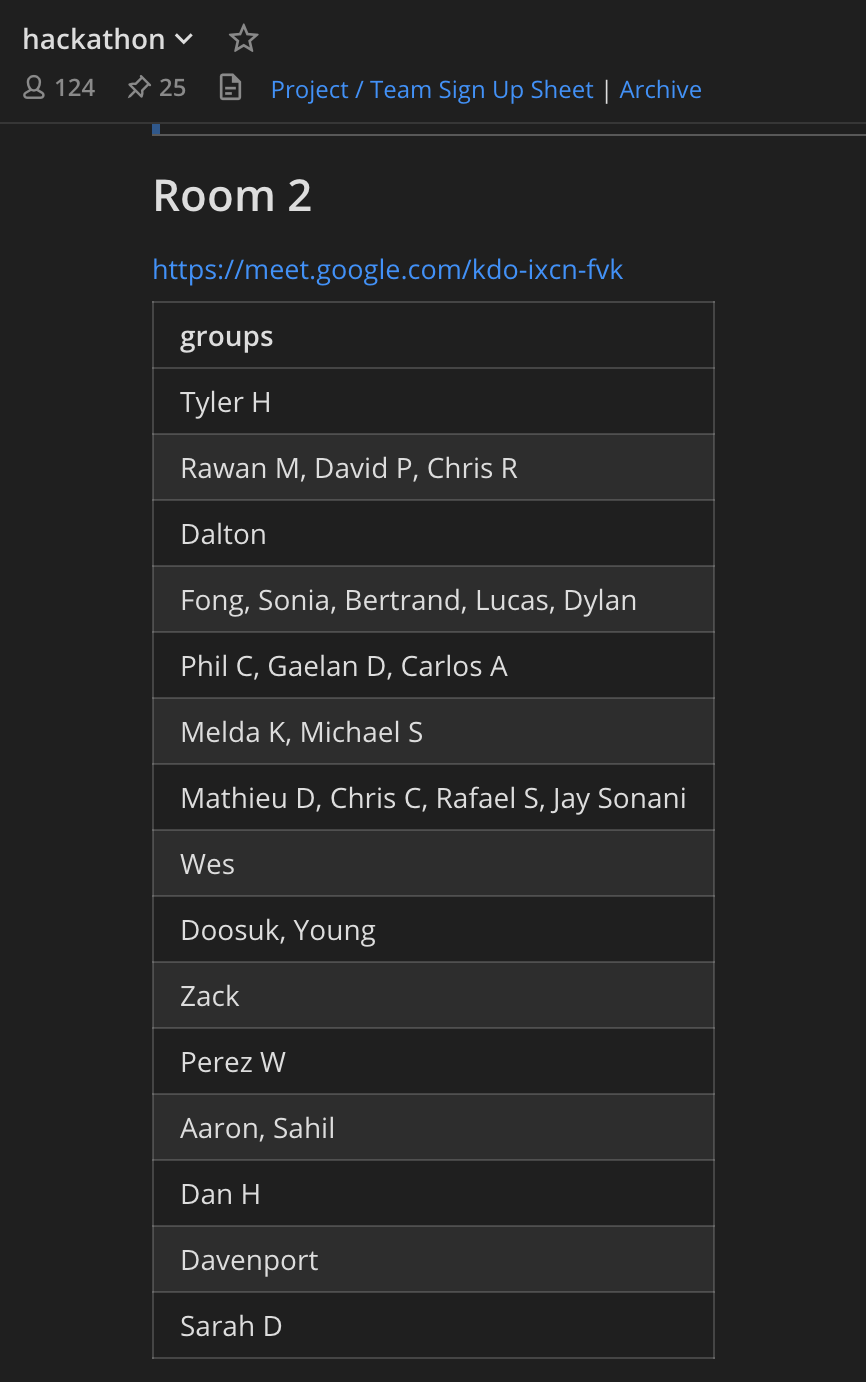 hackathon
124 25 Project / Team Sign Up Sheet | Archive
Room 2
https://meet.google.com/kdo-ixcn-fvk
groups
Tyler H
Rawan M, David P, Chris R
Dalton
Fong, Sonia, Bertrand, Lucas, Dylan
Phil C, Gaelan D, Carlos A
Melda K, Michael S
Mathieu D, Chris C, Rafael S, Jay Sonani
Wes
Doosuk, Young
Zack
Perez W
Aaron, Sahil
Dan H
Davenport
Sarah D